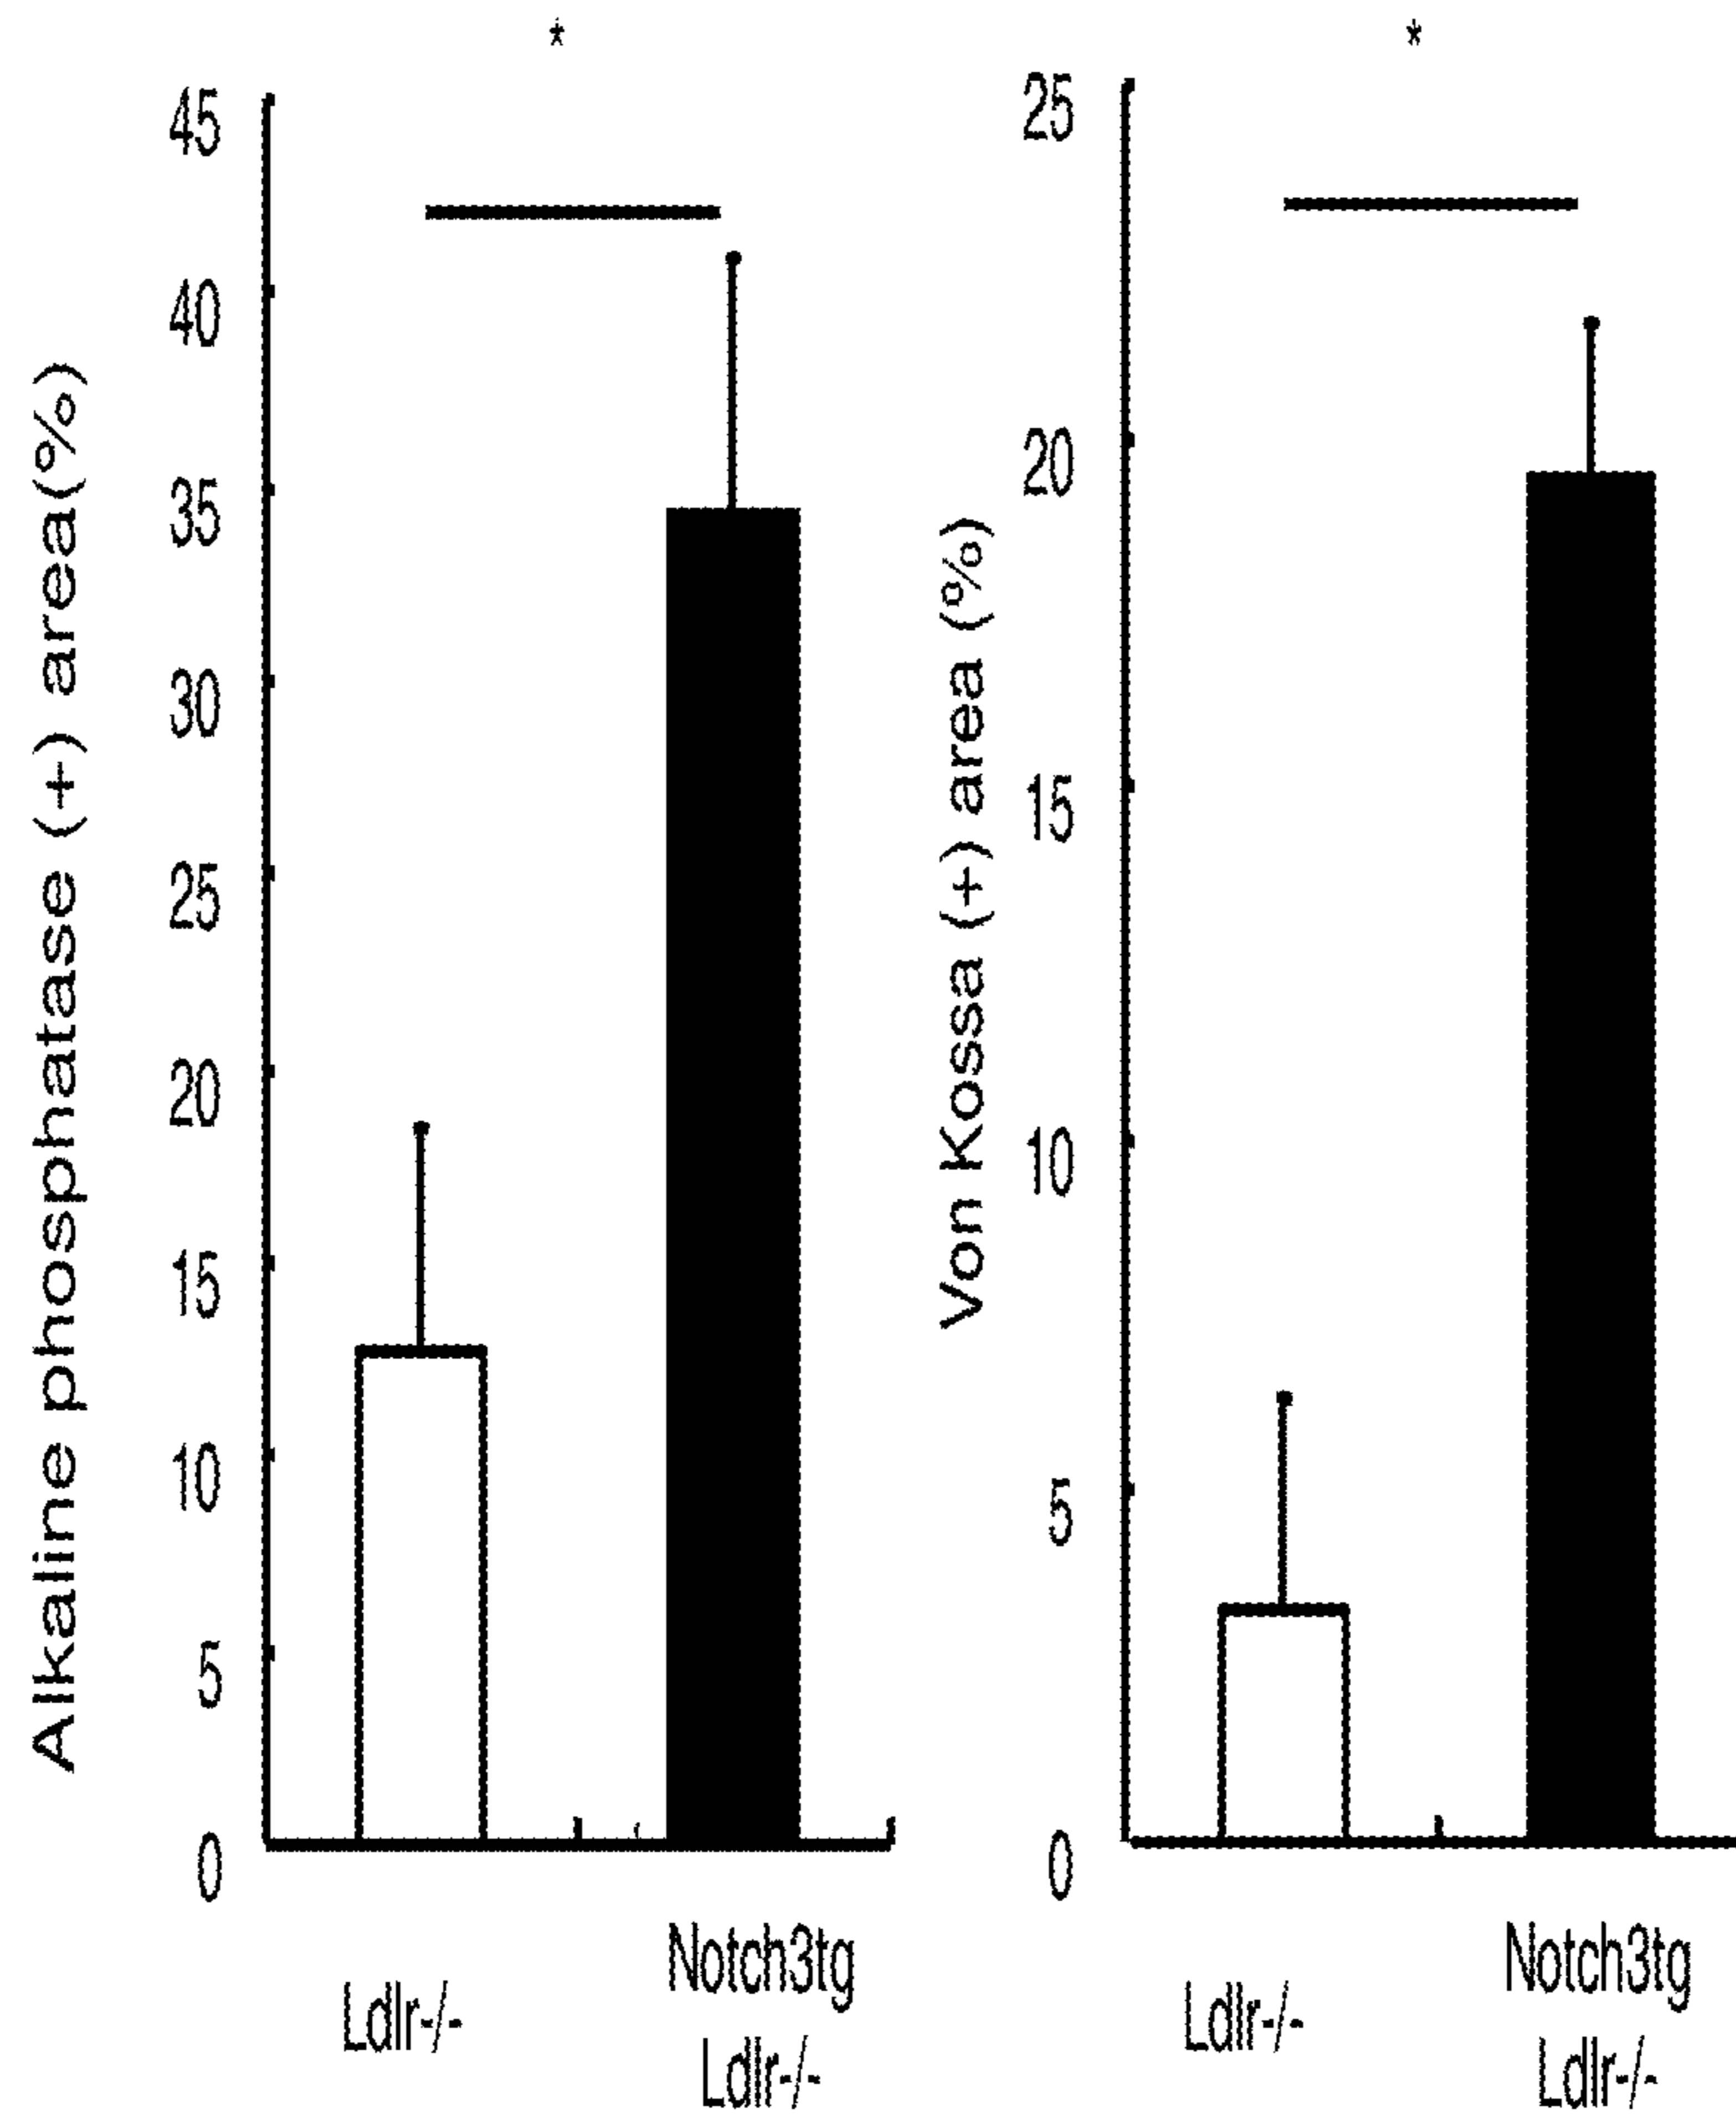 *
Alkaline phosphatase (+) area(%)
45
40
35
30
25
20
15
10
5
0
Ldlr-/-
Notch3tg
Ldlr-/-
*
Von Kossa (+) area (%)
25
20
15
10
5
0
Ldlr-/-
Notch3tg
Ldlr-/-